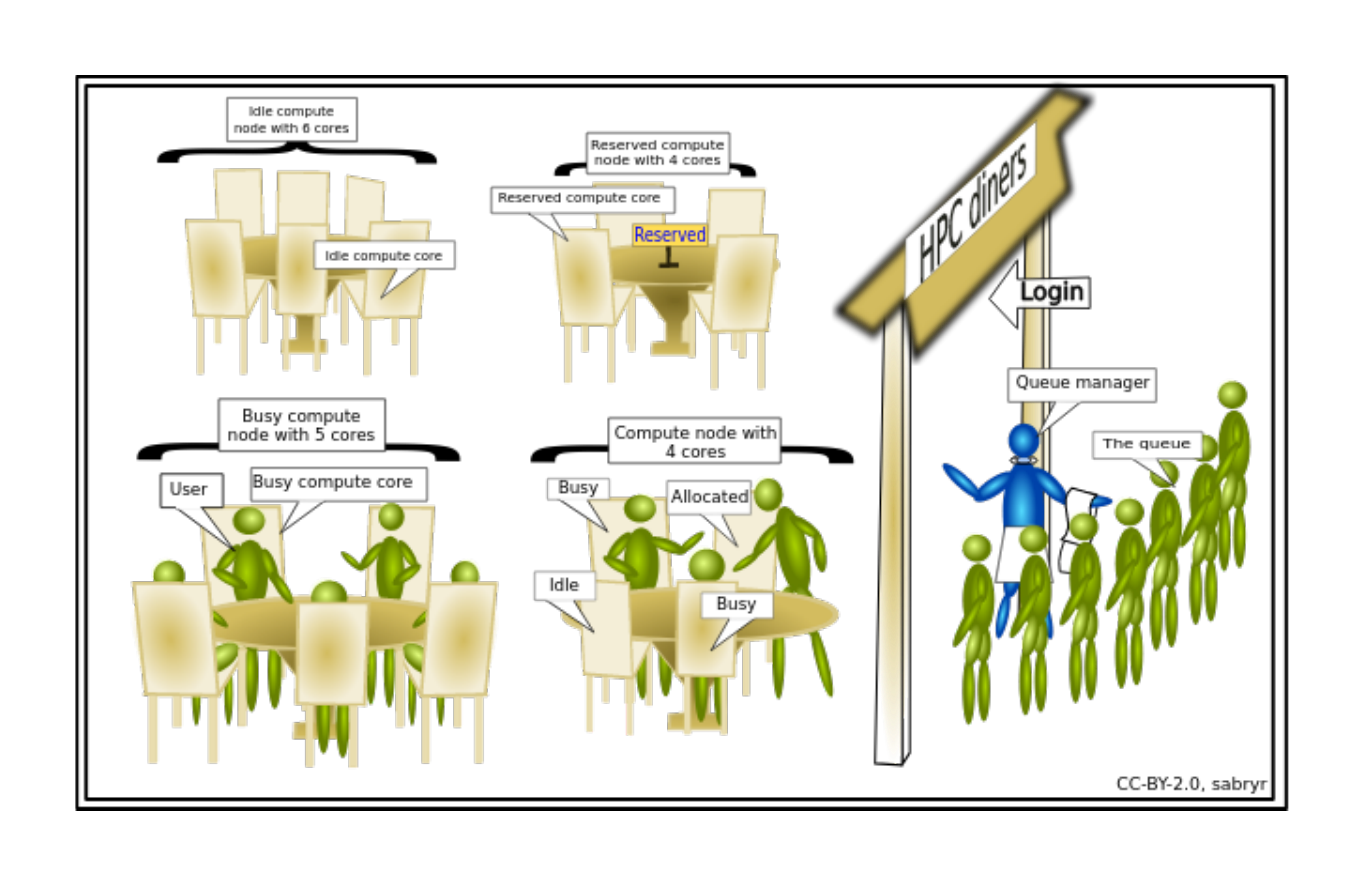 Idle compute
node with 6 cores
Idle compute core
Reserved compute
node with 4 cores
Reserved compute core
Reserved
HPC diners
Login
Queue manager
The queue
Busy compute
node with 5 cores
User
Busy compute core
Compute node with
4 cores
Busy
Allocated
Idle
Busy
CC-BY-2.0, sabryr